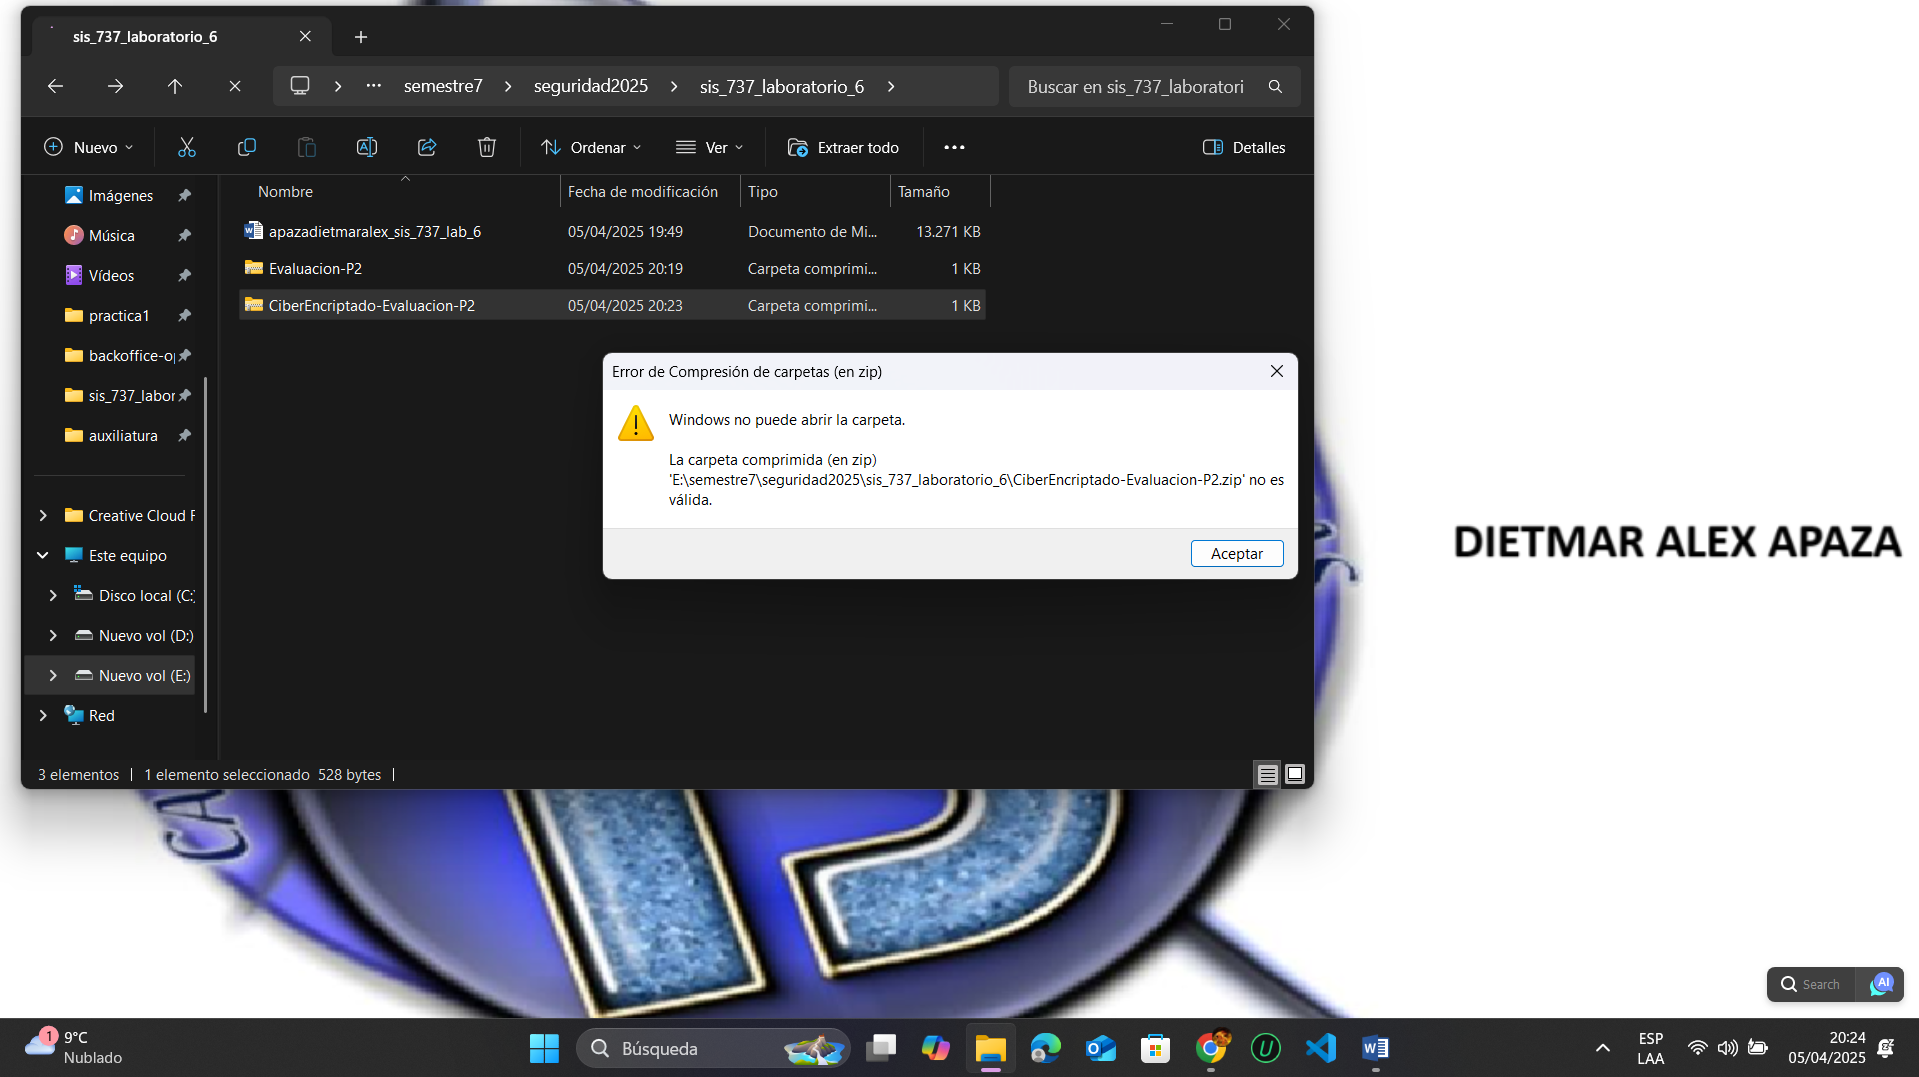 sis_737_laboratorio_6
semestre7
seguridad2025
sis_737_laboratorio_6
Buscar en sis_737_laboratori
Nuevo
Ordenar
Ver
Extraer todo
Detalles
Nombre
Fecha de modificación
Tipo
Tamaño
apazadietmaralex_sis_737_lab_6
05/04/2025 19:49
Documento de Mi...
13.271 KB
Evaluacion-P2
05/04/2025 20:19
Carpeta comprimi...
1 KB
CiberEncriptado-Evaluacion-P2
05/04/2025 20:23
Carpeta comprimi...
1 KB
Imágenes
Música
Vídeos
practica1
backoffice-o
sis_737_labor
auxiliatura
Creative Cloud F
Este equipo
Disco local (C:)
Nuevo vol (D:)
Nuevo vol (E:)
Red
Error de Compresión de carpetas (en zip)
Windows no puede abrir la carpeta.
La carpeta comprimida (en zip)
'E:\semestre7\seguridad2025\sis_737_laboratorio_6\CiberEncriptado-Evaluacion-P2.zip' no es
válida.
Aceptar
3 elementos
1 elemento seleccionado 528 bytes
DIETMAR ALEX APAZA
CA
Search
AI
1
9°C
Nublado
Búsqueda
ESP
LAA
20:24
05/04/2025